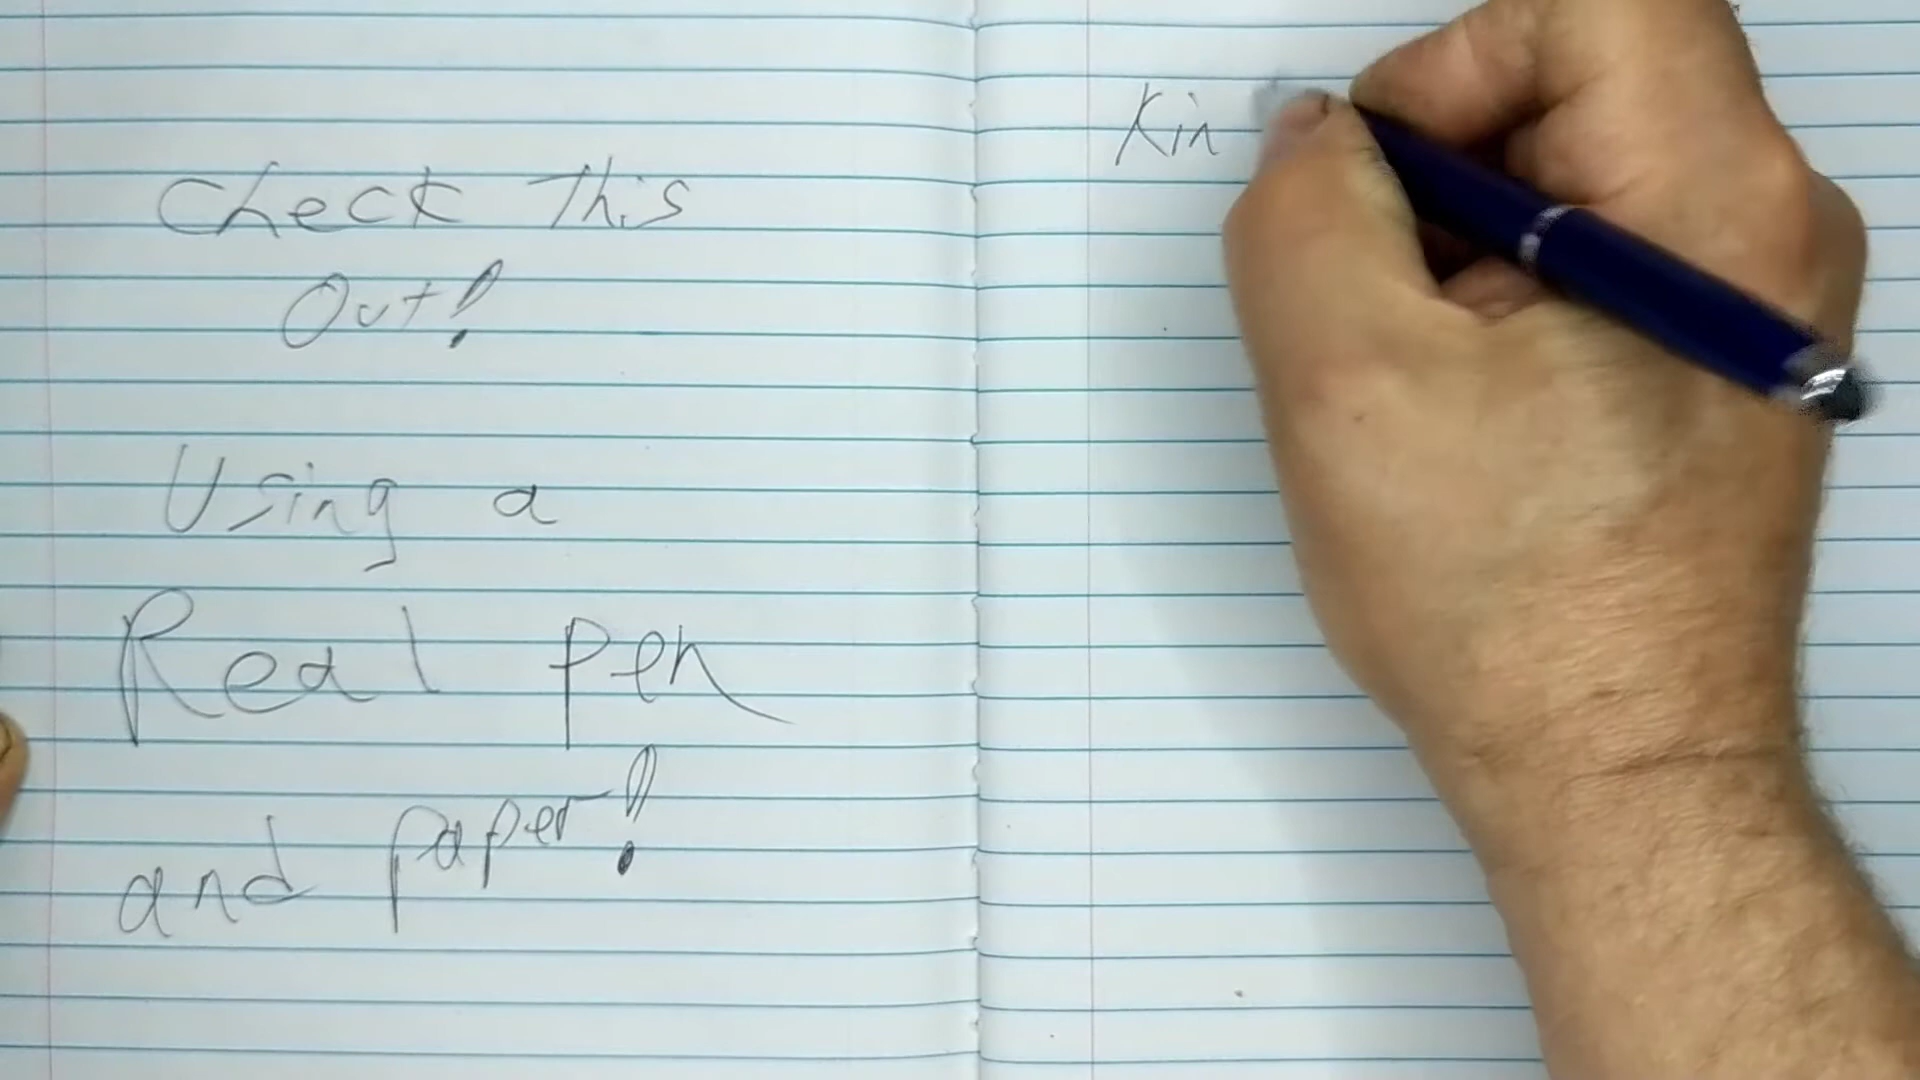 Check This
Out!
Using a
Real pen
and paper!
Kin